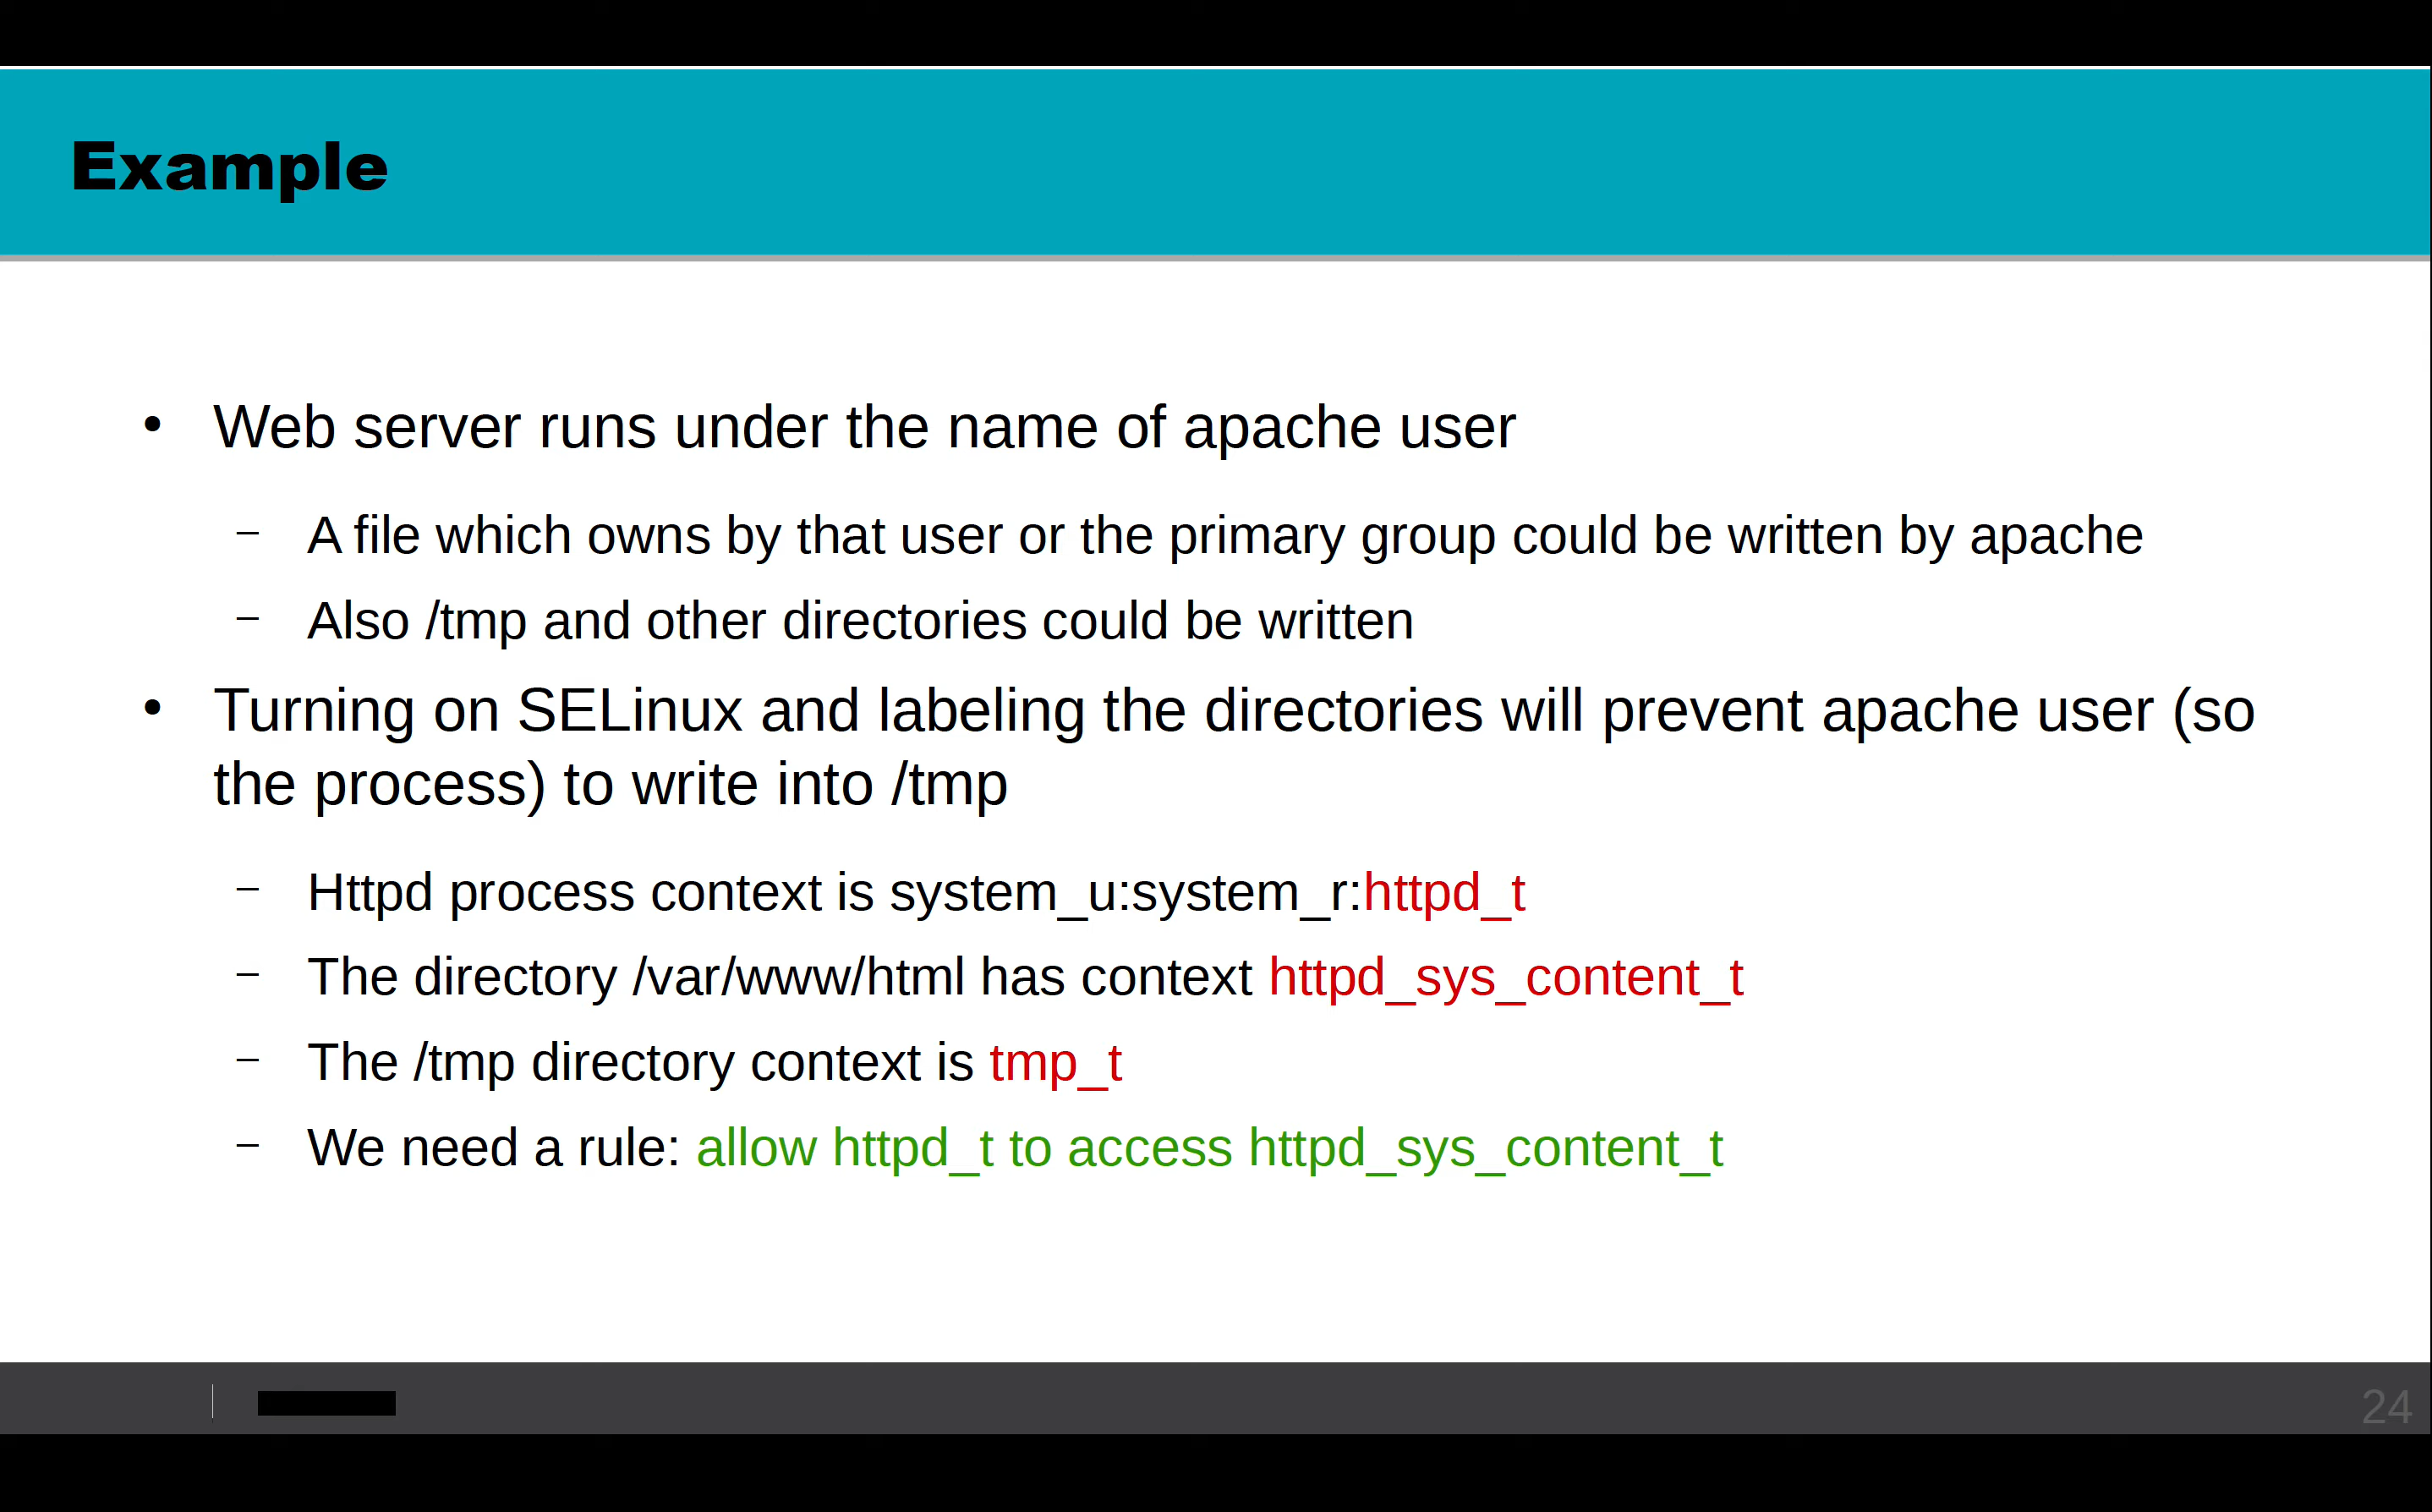 Example
• Web server runs under the name of apache user
– A file which owns by that user or the primary group could be written by apache
– Also /tmp and other directories could be written
• Turning on SELinux and labeling the directories will prevent apache user (so
the process) to write into /tmp
– Httpd process context is system_u:system_r:httpd_t
– The directory /var/www/html has context httpd_sys_content_t
– The /tmp directory context is tmp_t
– We need a rule: allow httpd_t to access httpd_sys_content_t
24